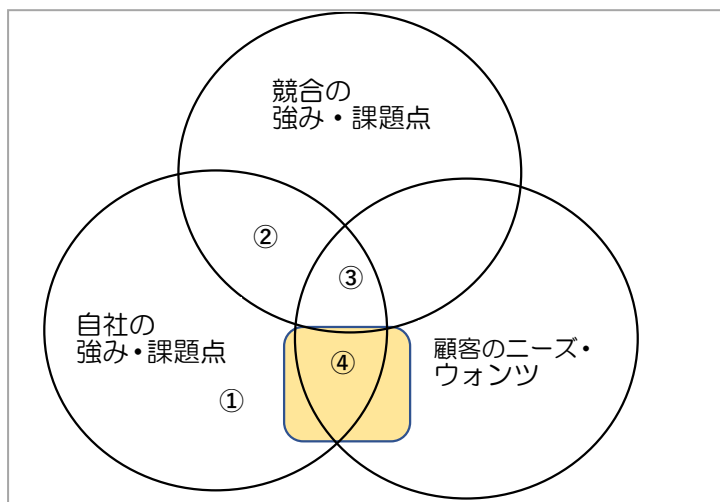 競合の
強み・課題点
②
③
自社の
強み・課題点
顧客のニーズ・
ウォンツ
④
①